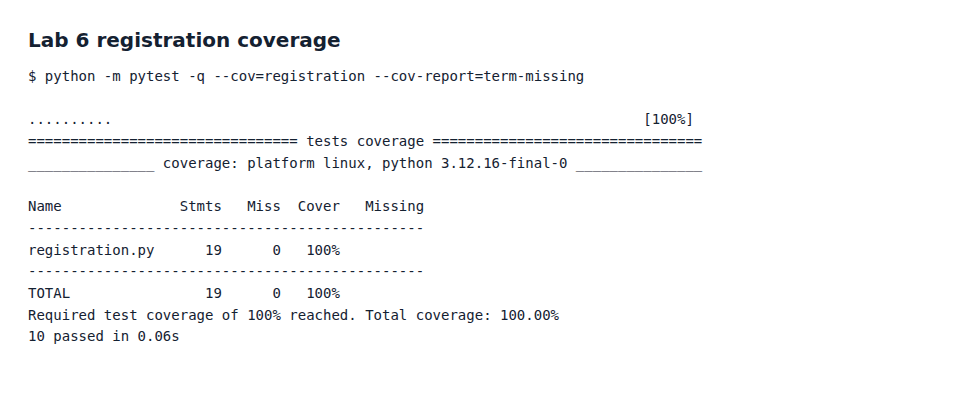 Lab 6 registration coverage
$ python -m pytest -q --cov=registration --cov-report=term-missing
.......... [100%]
================================ tests coverage ================================
_______________ coverage: platform linux, python 3.12.16-final-0 _______________
Name Stmts Miss Cover Missing
-----------------------------------------------
registration.py 19 0 100%
-----------------------------------------------
TOTAL 19 0 100%
Required test coverage of 100% reached. Total coverage: 100.00%
10 passed in 0.06s